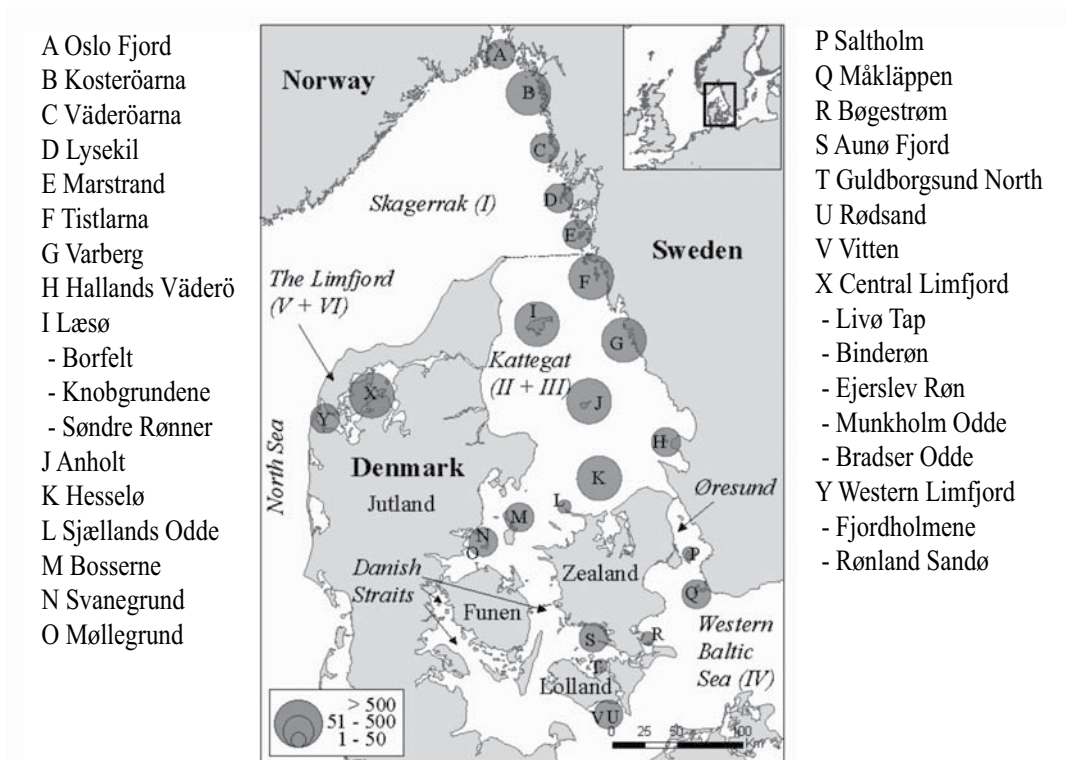 A Oslo Fjord
B Kosteröarna
C Väderöarna
D Lysekil
E Marstrand
F Tistlarna
G Varberg
H Hallands Väderö
I Læsø
- Borfelt
- Knobgrundene
- Søndre Rønner
J Anholt
K Hesselø
L Sjællands Odde
M Bosserne
N Svanegrund
O Møllegrund
Norway
A
B
C
Skagerrak (I)
D
E
Sweden
The Limfjord
(V + VI)
F
I
G
Kattegat
(II + III)
X
J
Y
H
North Sea
Denmark
Jutland
K
Øresund
L
M
N
O
P
Danish
Straits
Zealand
Funen
Q
S
R
Western
Baltic
Sea (IV)
T
Lolland
V U
> 500
51 - 500
1 - 50
0 25 50 100
Km
P Saltholm
Q Måkläppen
R Bøgestrøm
S Aunø Fjord
T Guldborgsund North
U Rødsand
V Vitten
X Central Limfjord
- Livø Tap
- Binderøn
- Ejerslev Røn
- Munkholm Odde
- Bradser Odde
Y Western Limfjord
- Fjordholmene
- Rønland Sandø